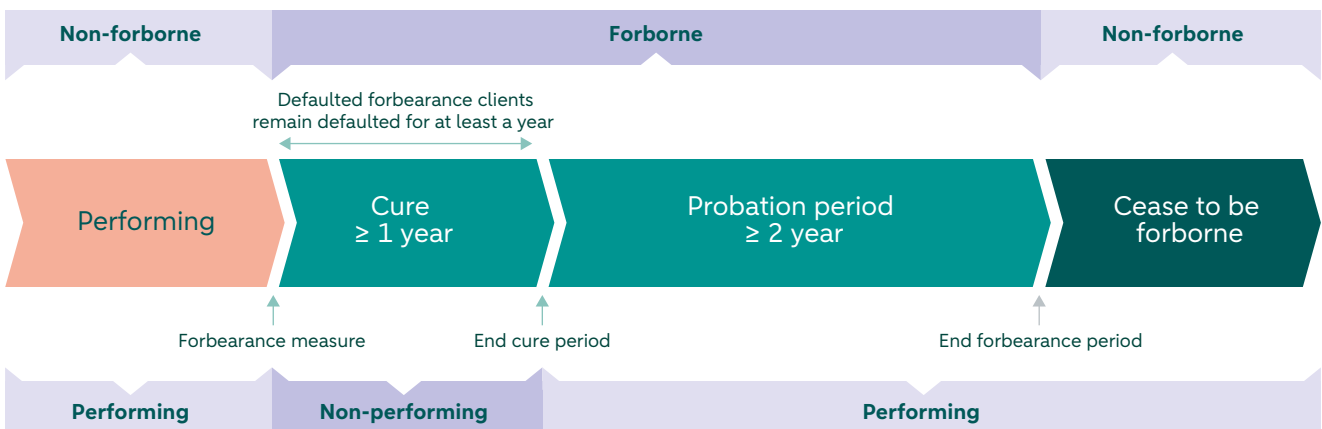 Non-forborne
Forborne
Non-forborne
Defaulted forbearance clients
remain defaulted for at least a year
Performing
Cure
≥ 1 year
Probation period
≥ 2 year
Cease to be
forborne
Forbearance measure
End cure period
End forbearance period
Performing
Non-performing
Performing